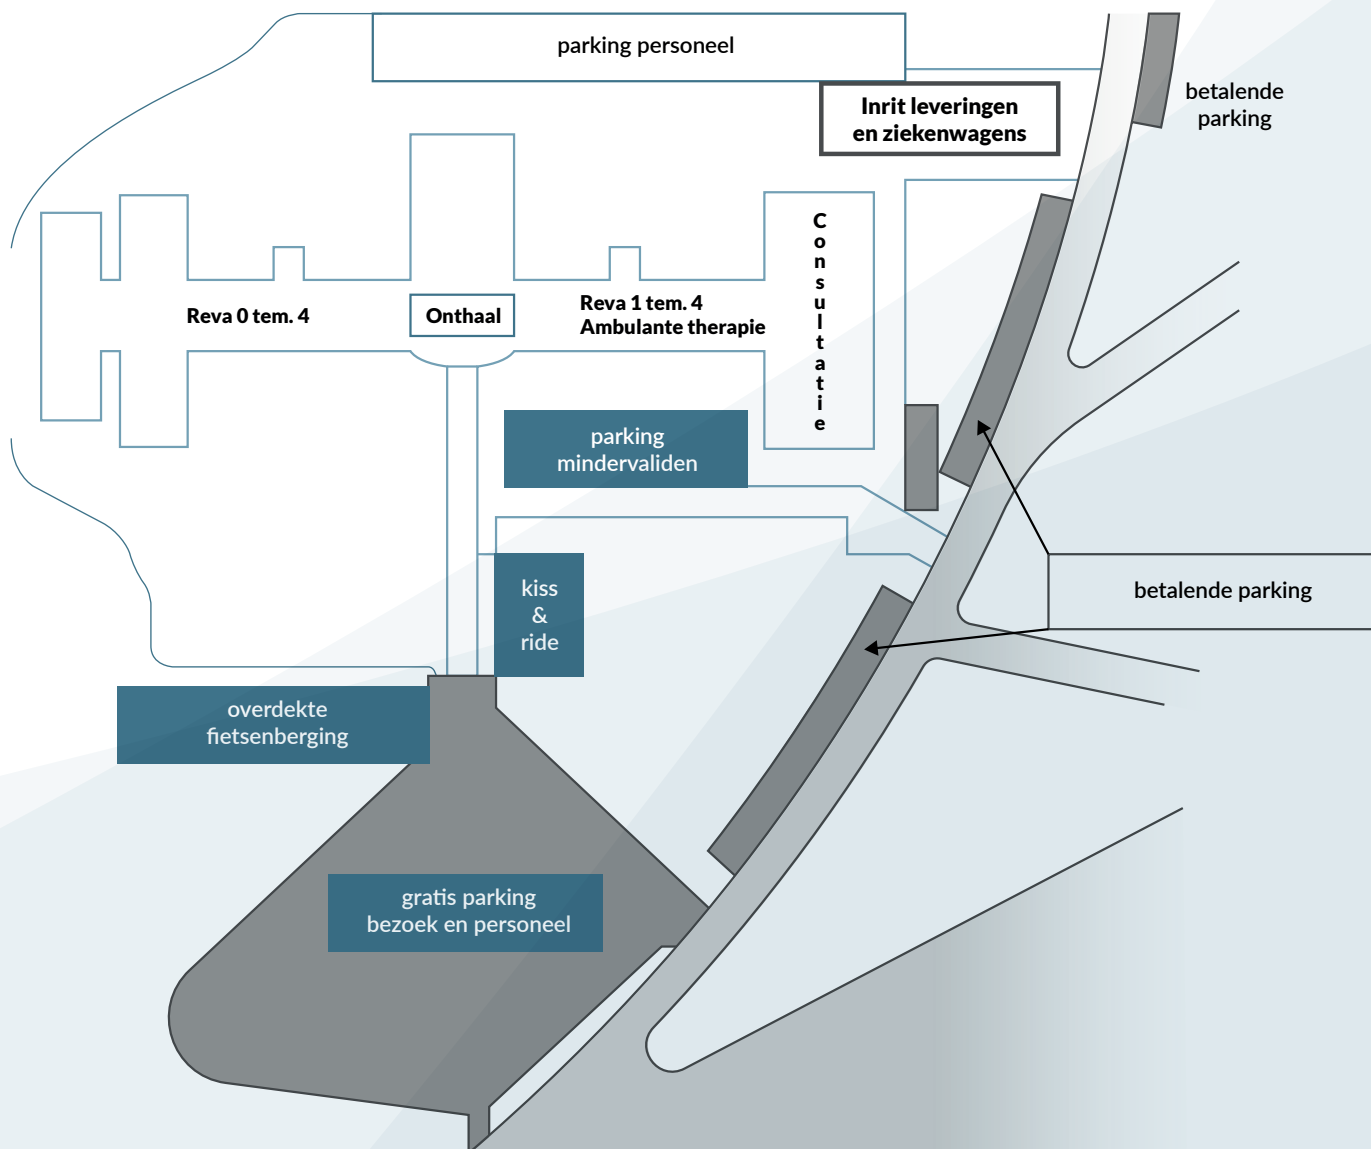 parking personeel
Inrit leveringen
en ziekenwagens
betalende
parking
Reva 0 tem. 4
Onthaal
Reva 1 tem. 4
Ambulante therapie
Consultatie
parking
mindervaliden
kiss
&
ride
betalende parking
overdekte
fietsenberging
gratis parking
bezoek en personeel